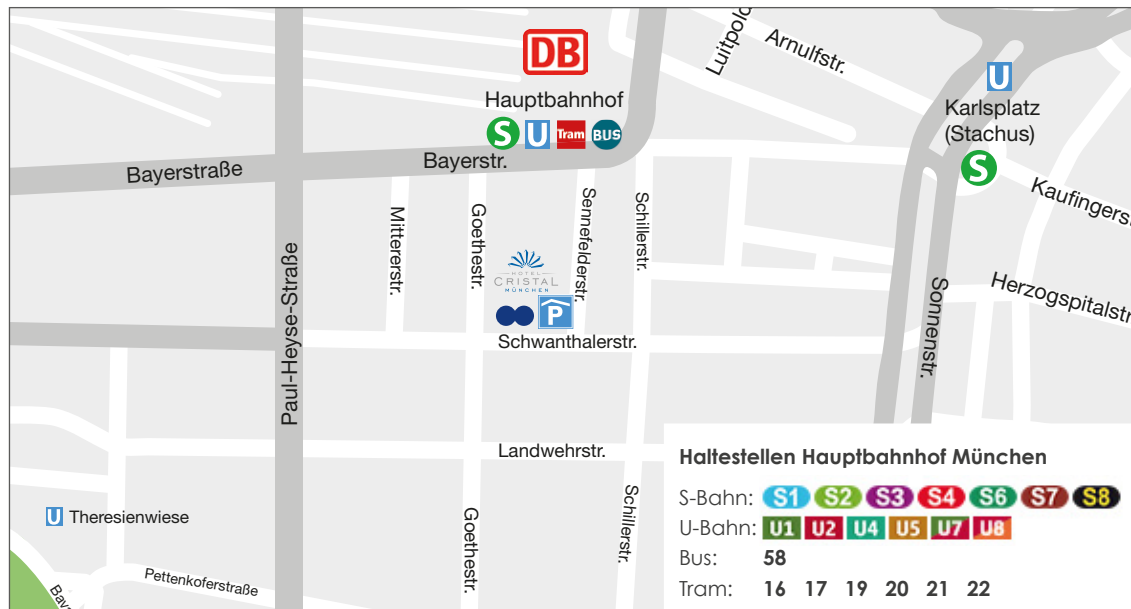 DB
Hauptbahnhof
S U Tram BUS
Luitpold
Arnulfstr.
U
Karlsplatz
(Stachus)
S
Kaufingerst
Bayerstraße
Bayerstr.
Mittererstr.
Goethestr.
Sennefelderstr.
Schillerstr.
Paul-Heyse-Straße
HOTEL
CRISTAL
MÜNCHEN
P
Schwanthalerstr.
Sonnenstr.
Herzogspitalstr
Landwehrstr.
Goethestr.
Schillerstr.
U Theresienwiese
Pettenkoferstraße
Baye
Haltestellen Hauptbahnhof München
S-Bahn: S1 S2 S3 S4 S6 S7 S8
U-Bahn: U1 U2 U4 U5 U7 U8
Bus: 58
Tram: 16 17 19 20 21 22